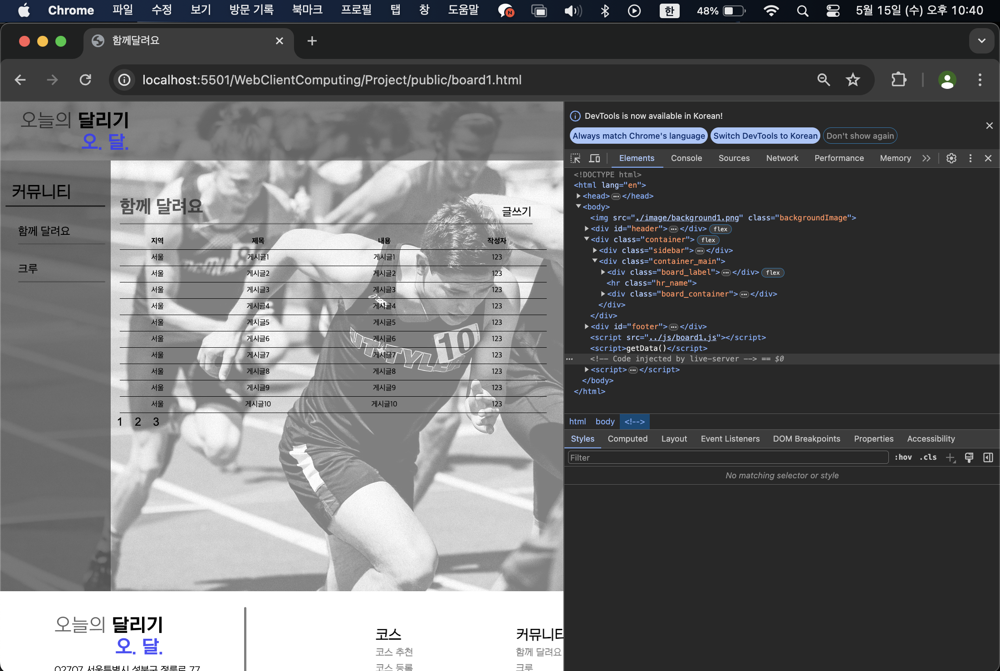 Chrome 파일 수정 보기 방문 기록 북마크 프로필 탭 창 도움말 N 한 48% 5월 15일 (수) 오후 10:40
함께달려요
localhost:5501/WebClientComputing/Project/public/board1.html
오늘의 달리기
오. 달.
커뮤니티
함께 달려요
크루
함께 달려요
글쓰기
지역 제목 내용 작성자
서울 게시글1 게시글1 123
서울 게시글2 게시글2 123
서울 게시글3 게시글3 123
서울 게시글4 게시글4 123
서울 게시글5 게시글5 123
서울 게시글6 게시글6 123
서울 게시글7 게시글7 123
서울 게시글8 게시글8 123
서울 게시글9 게시글9 123
서울 게시글10 게시글10 123
1 2 3
asics
10
오늘의 달리기
오. 달.
02707 서울특별시 성북구 정릉로 77
코스
코스 추천
코스 등록
커뮤니티
함께 달려요
크루
DevTools is now available in Korean!
Always match Chrome's language Switch DevTools to Korean Don't show again
Elements Console Sources Network Performance Memory
<!DOCTYPE html>
<html lang="en">
<head>…</head>
<body>
<img src="./image/background1.png" class="backgroundImage">
<div id="header">…</div> flex
<div class="container"> flex
<div class="sidebar">…</div>
<div class="container_main">
<div class="board_label">…</div> flex
<hr class="hr_name">
<div class="board_container">…</div>
</div>
</div>
<div id="footer">…</div>
<script src="../js/board1.js"></script>
<script>getData()</script>
<!-- Code injected by live-server --> == $0
<script>…</script>
</body>
</html>
html body <!-->
Styles Computed Layout Event Listeners DOM Breakpoints Properties Accessibility
Filter :hov .cls
No matching selector or style